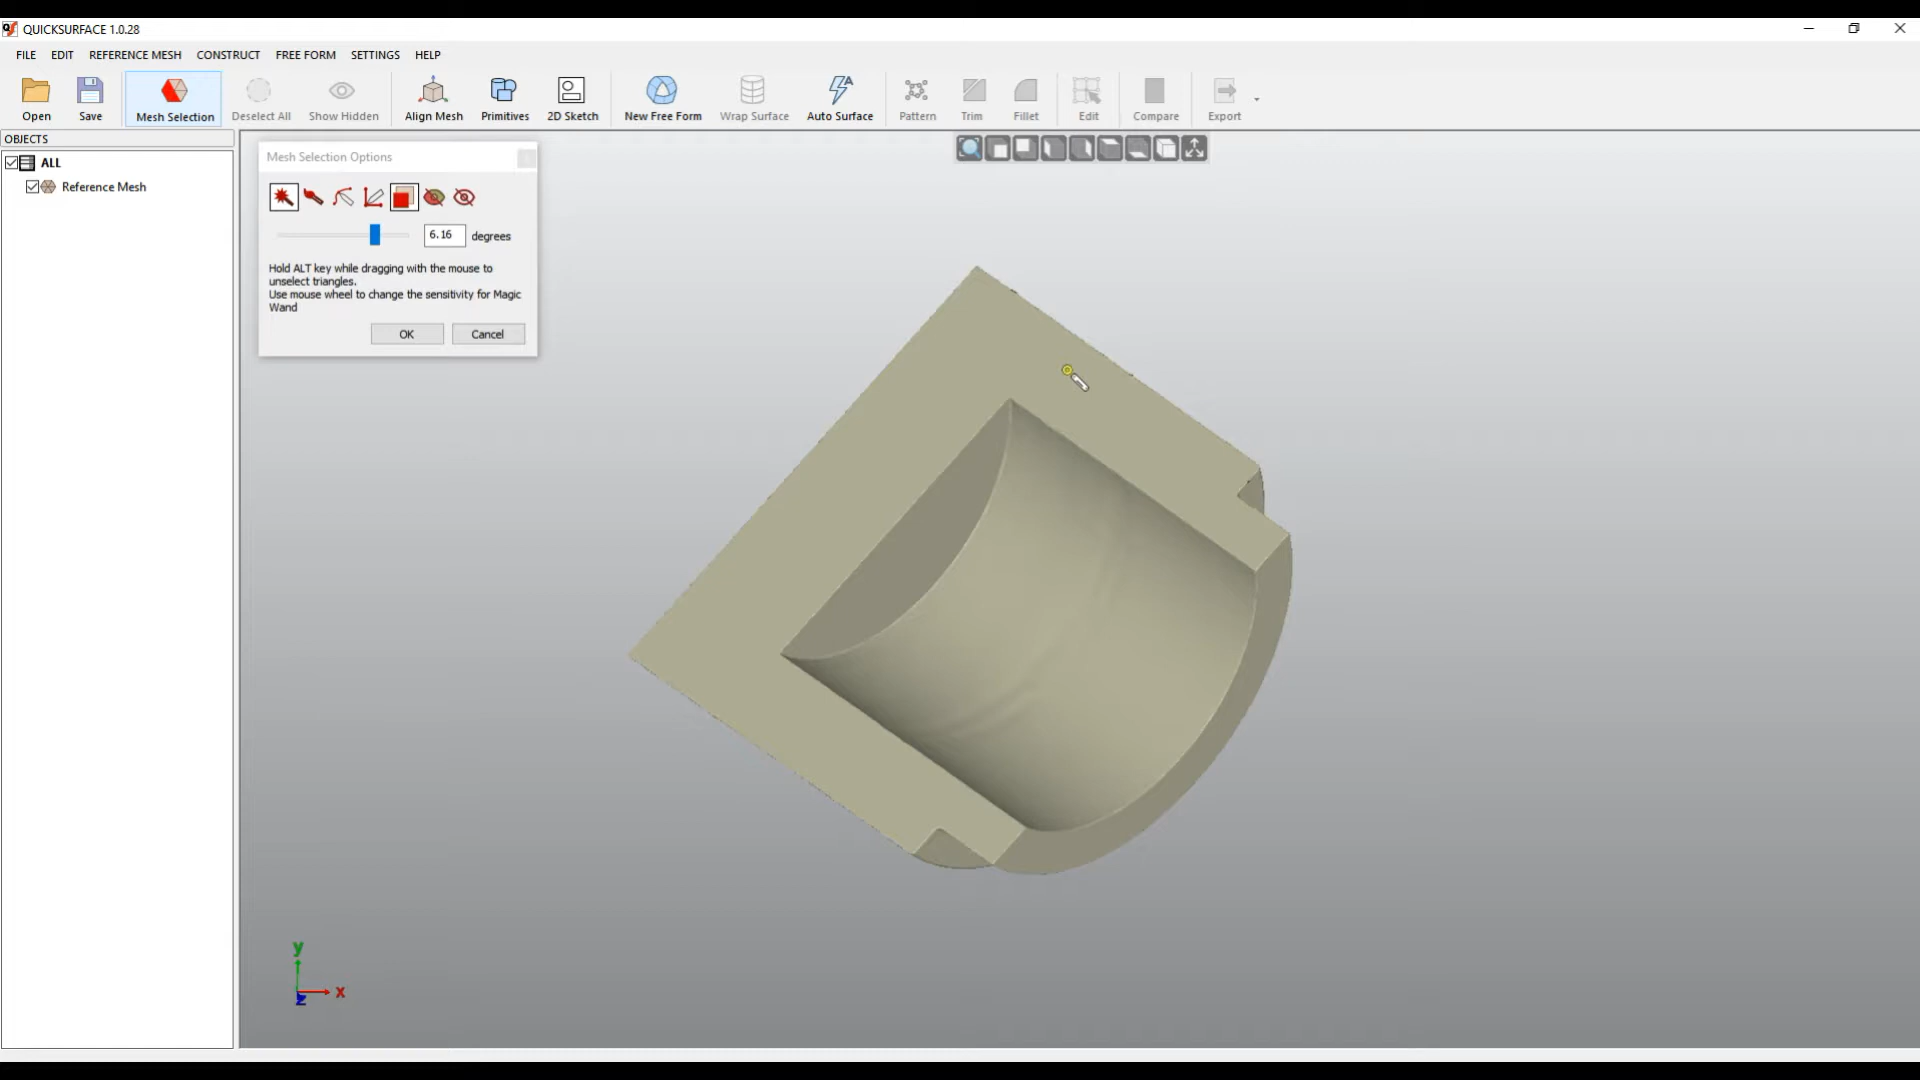 QUICKSURFACE 1.0.28
FILE EDIT REFERENCE MESH CONSTRUCT FREE FORM SETTINGS HELP
Open Save Mesh Selection Deselect All Show Hidden Align Mesh Primitives 2D Sketch New Free Form Wrap Surface Auto Surface Pattern Trim Fillet Edit Compare Export
OBJECTS
ALL
Reference Mesh
Mesh Selection Options
6.16 degrees
Hold ALT key while dragging with the mouse to
unselect triangles.
Use mouse wheel to change the sensitivity for Magic
Wand
OK Cancel
y
x
z